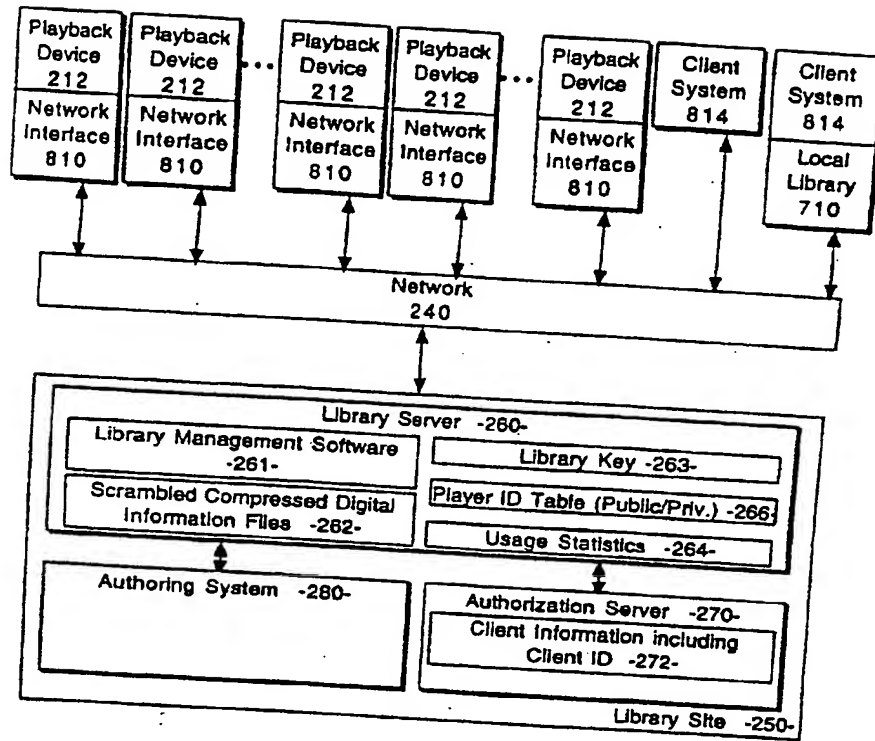 Playback
Device
212
Network
Interface
810
Playback
Device
212
Network
Interface
810
...
Playback
Device
212
Network
Interface
810
Playback
Device
212
Network
Interface
810
...
Playback
Device
212
Network
Interface
810
Client
System
814
Client
System
814
Local
Library
710
Network
240
Library Server -260-
Library Management Software
-261-
Scrambled Compressed Digital
Information Files -262-
Library Key -263-
Player ID Table (Public/Priv.) -266-
Usage Statistics -264-
Authoring System -280-
Authorization Server -270-
Client Information including
Client ID -272-
Library Site -250-